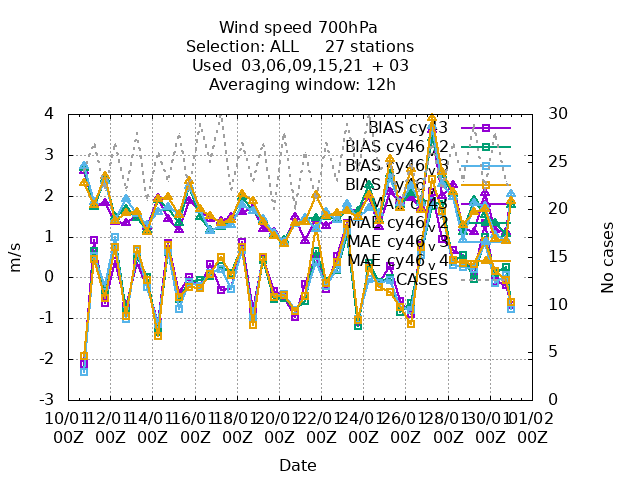 Wind speed 700hPa
Selection: ALL 27 stations
Used 03,06,09,15,21 + 03
Averaging window: 12h
4
3
2
1
0
-1
-2
-3
m/s
30
25
20
15
10
5
0
No cases
BIAS cy43
MAE cy43
CASES
10/01 12/01 14/01 16/01 18/01 20/01 22/01 24/01 26/01 28/01 30/01 01/02
00Z 00Z 00Z 00Z 00Z 00Z 00Z 00Z 00Z 00Z 00Z 00Z
Date